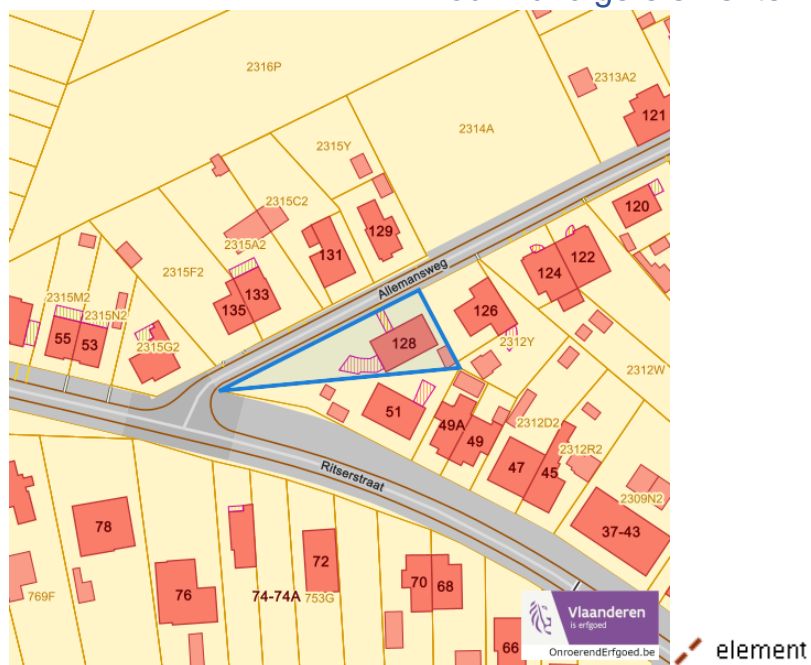 2316P
2313A2
121
2314A
2315Y
2315C2
120
129
2315A2
131
122
124
2315F2
Allemansweg
133
2315M2
135
126
2315N2
55
53
2315G2
128
2312Y
2312W
51
49A
49
2312D2
2312R2
47
45
Ritserstraat
2309N2
78
37-43
72
70
68
76
74-74A
753G
769F
66
Vlaanderen
is erfgoed
OnroerendErfgoed.be
element